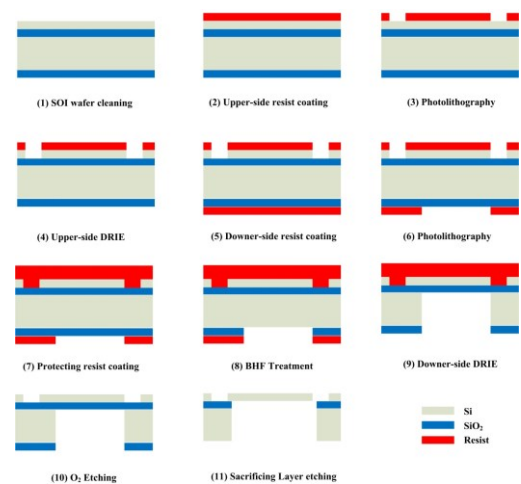 (1) SOI wafer cleaning
(2) Upper-side resist coating
(3) Photolithography
(4) Upper-side DRIE
(5) Downer-side resist coating
(6) Photolithography
(7) Protecting resist coating
(8) BHF Treatment
(9) Downer-side DRIE
(10) O₂ Etching
(11) Sacrificing Layer etching
Si
SiO₂
Resist